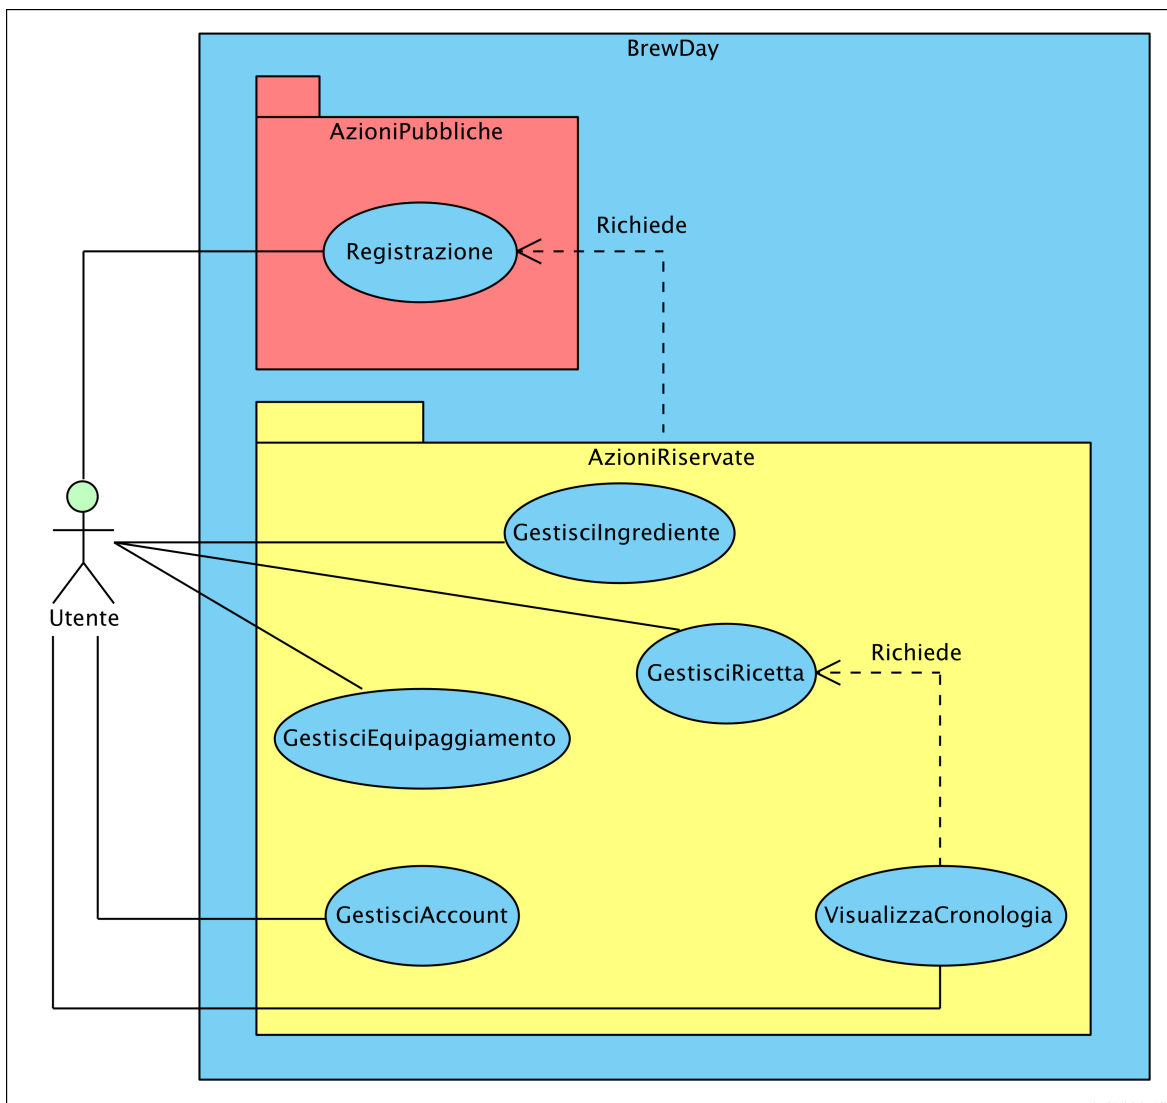 BrewDay
AzioniPubbliche
Richiede
Registrazione
AzioniRiservate
GestisciIngrediente
Utente
Richiede
GestisciRicetta
GestisciEquipaggiamento
GestisciAccount
VisualizzaCronologia